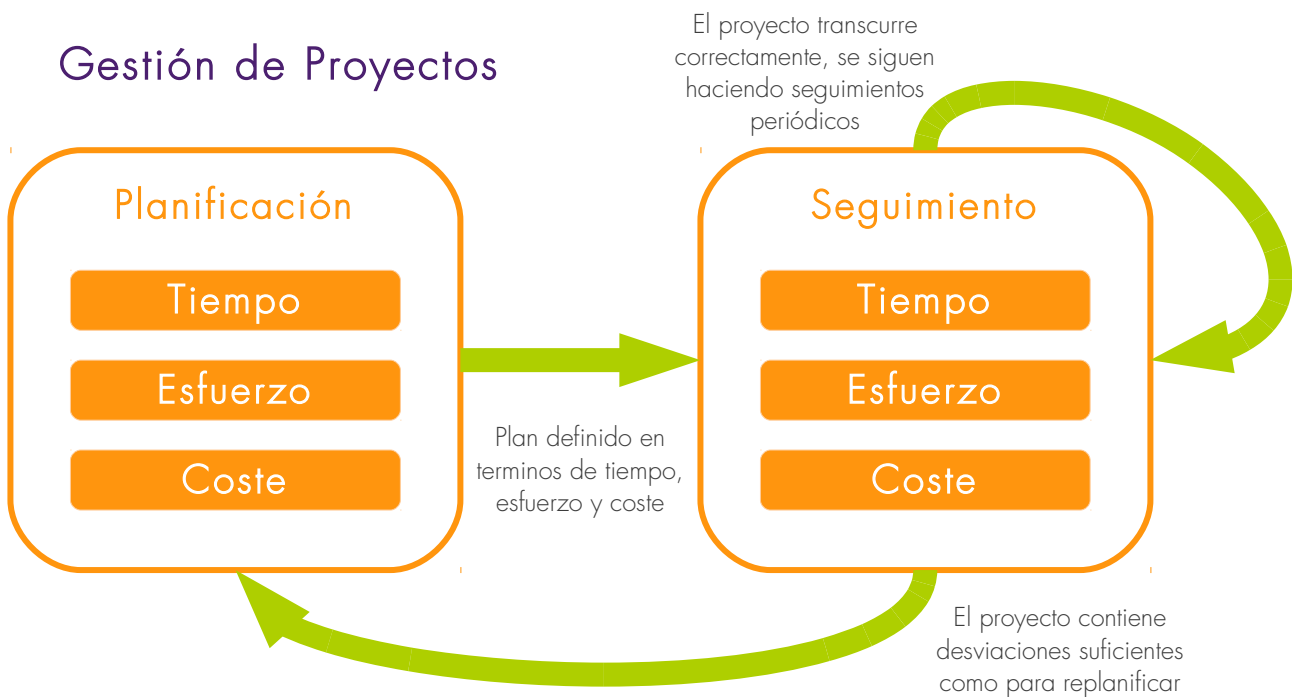 Gestión de Proyectos
El proyecto transcurre
correctamente, se siguen
haciendo seguimientos
periódicos
Planificación
Tiempo
Esfuerzo
Coste
Plan definido en
terminos de tiempo,
esfuerzo y coste
Seguimiento
Tiempo
Esfuerzo
Coste
El proyecto contiene
desviaciones suficientes
como para replanificar